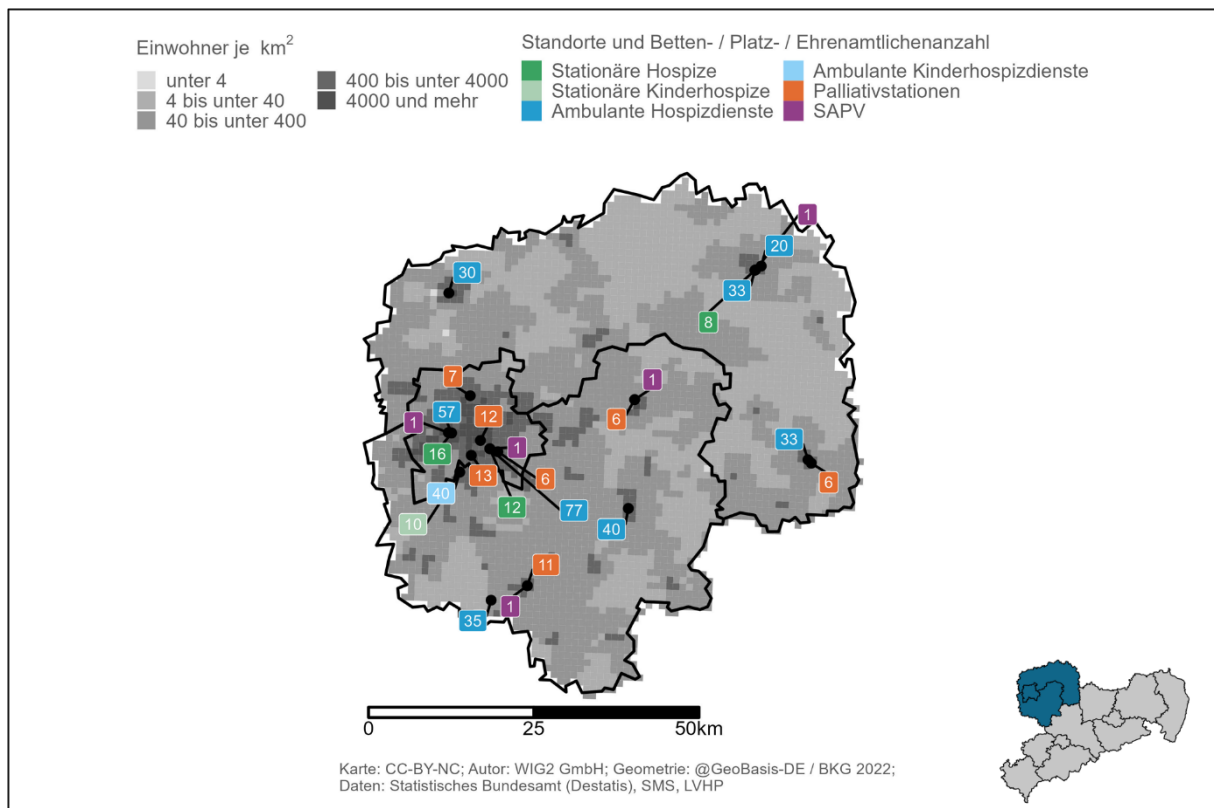 Einwohner je km²
unter 4
4 bis unter 40
40 bis unter 400
400 bis unter 4000
4000 und mehr
Standorte und Betten- / Platz- / Ehrenamtlichenanzahl
Stationäre Hospize
Stationäre Kinderhospize
Ambulante Hospizdienste
Ambulante Kinderhospizdienste
Palliativstationen
SAPV
1
20
30
33
8
7
1
57
12
1
6
16
1
33
13
6
6
40
12
77
10
40
11
1
35
0
25
50km
Karte: CC-BY-NC; Autor: WIG2 GmbH; Geometrie: @GeoBasis-DE / BKG 2022;
Daten: Statistisches Bundesamt (Destatis), SMS, LVHP